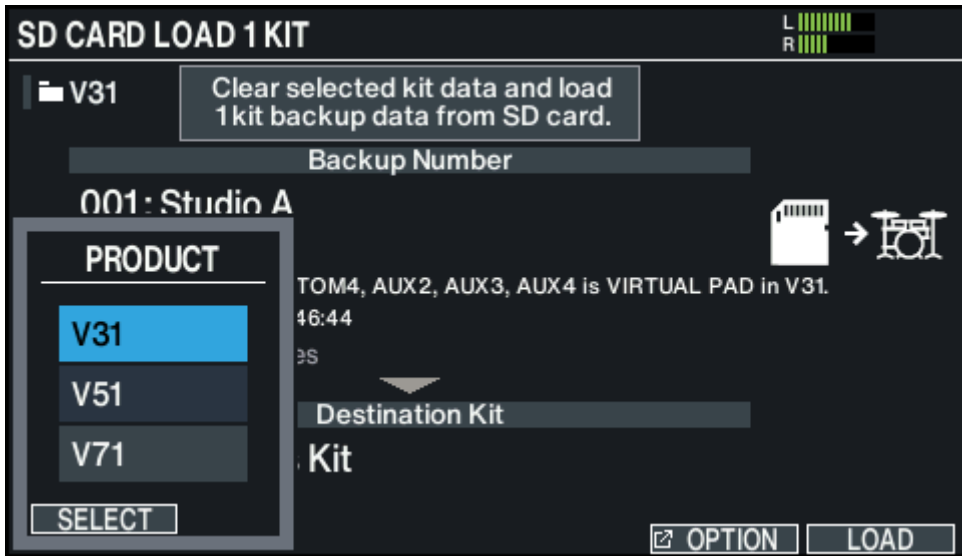 SD CARD LOAD 1 KIT
L
R
V31
Clear selected kit data and load
1kit backup data from SD card.
Backup Number
001: Studio A
PRODUCT
V31
V51
V71
SELECT
TOM4, AUX2, AUX3, AUX4 is VIRTUAL PAD in V31.
46:44
es
Destination Kit
Kit
OPTION
LOAD